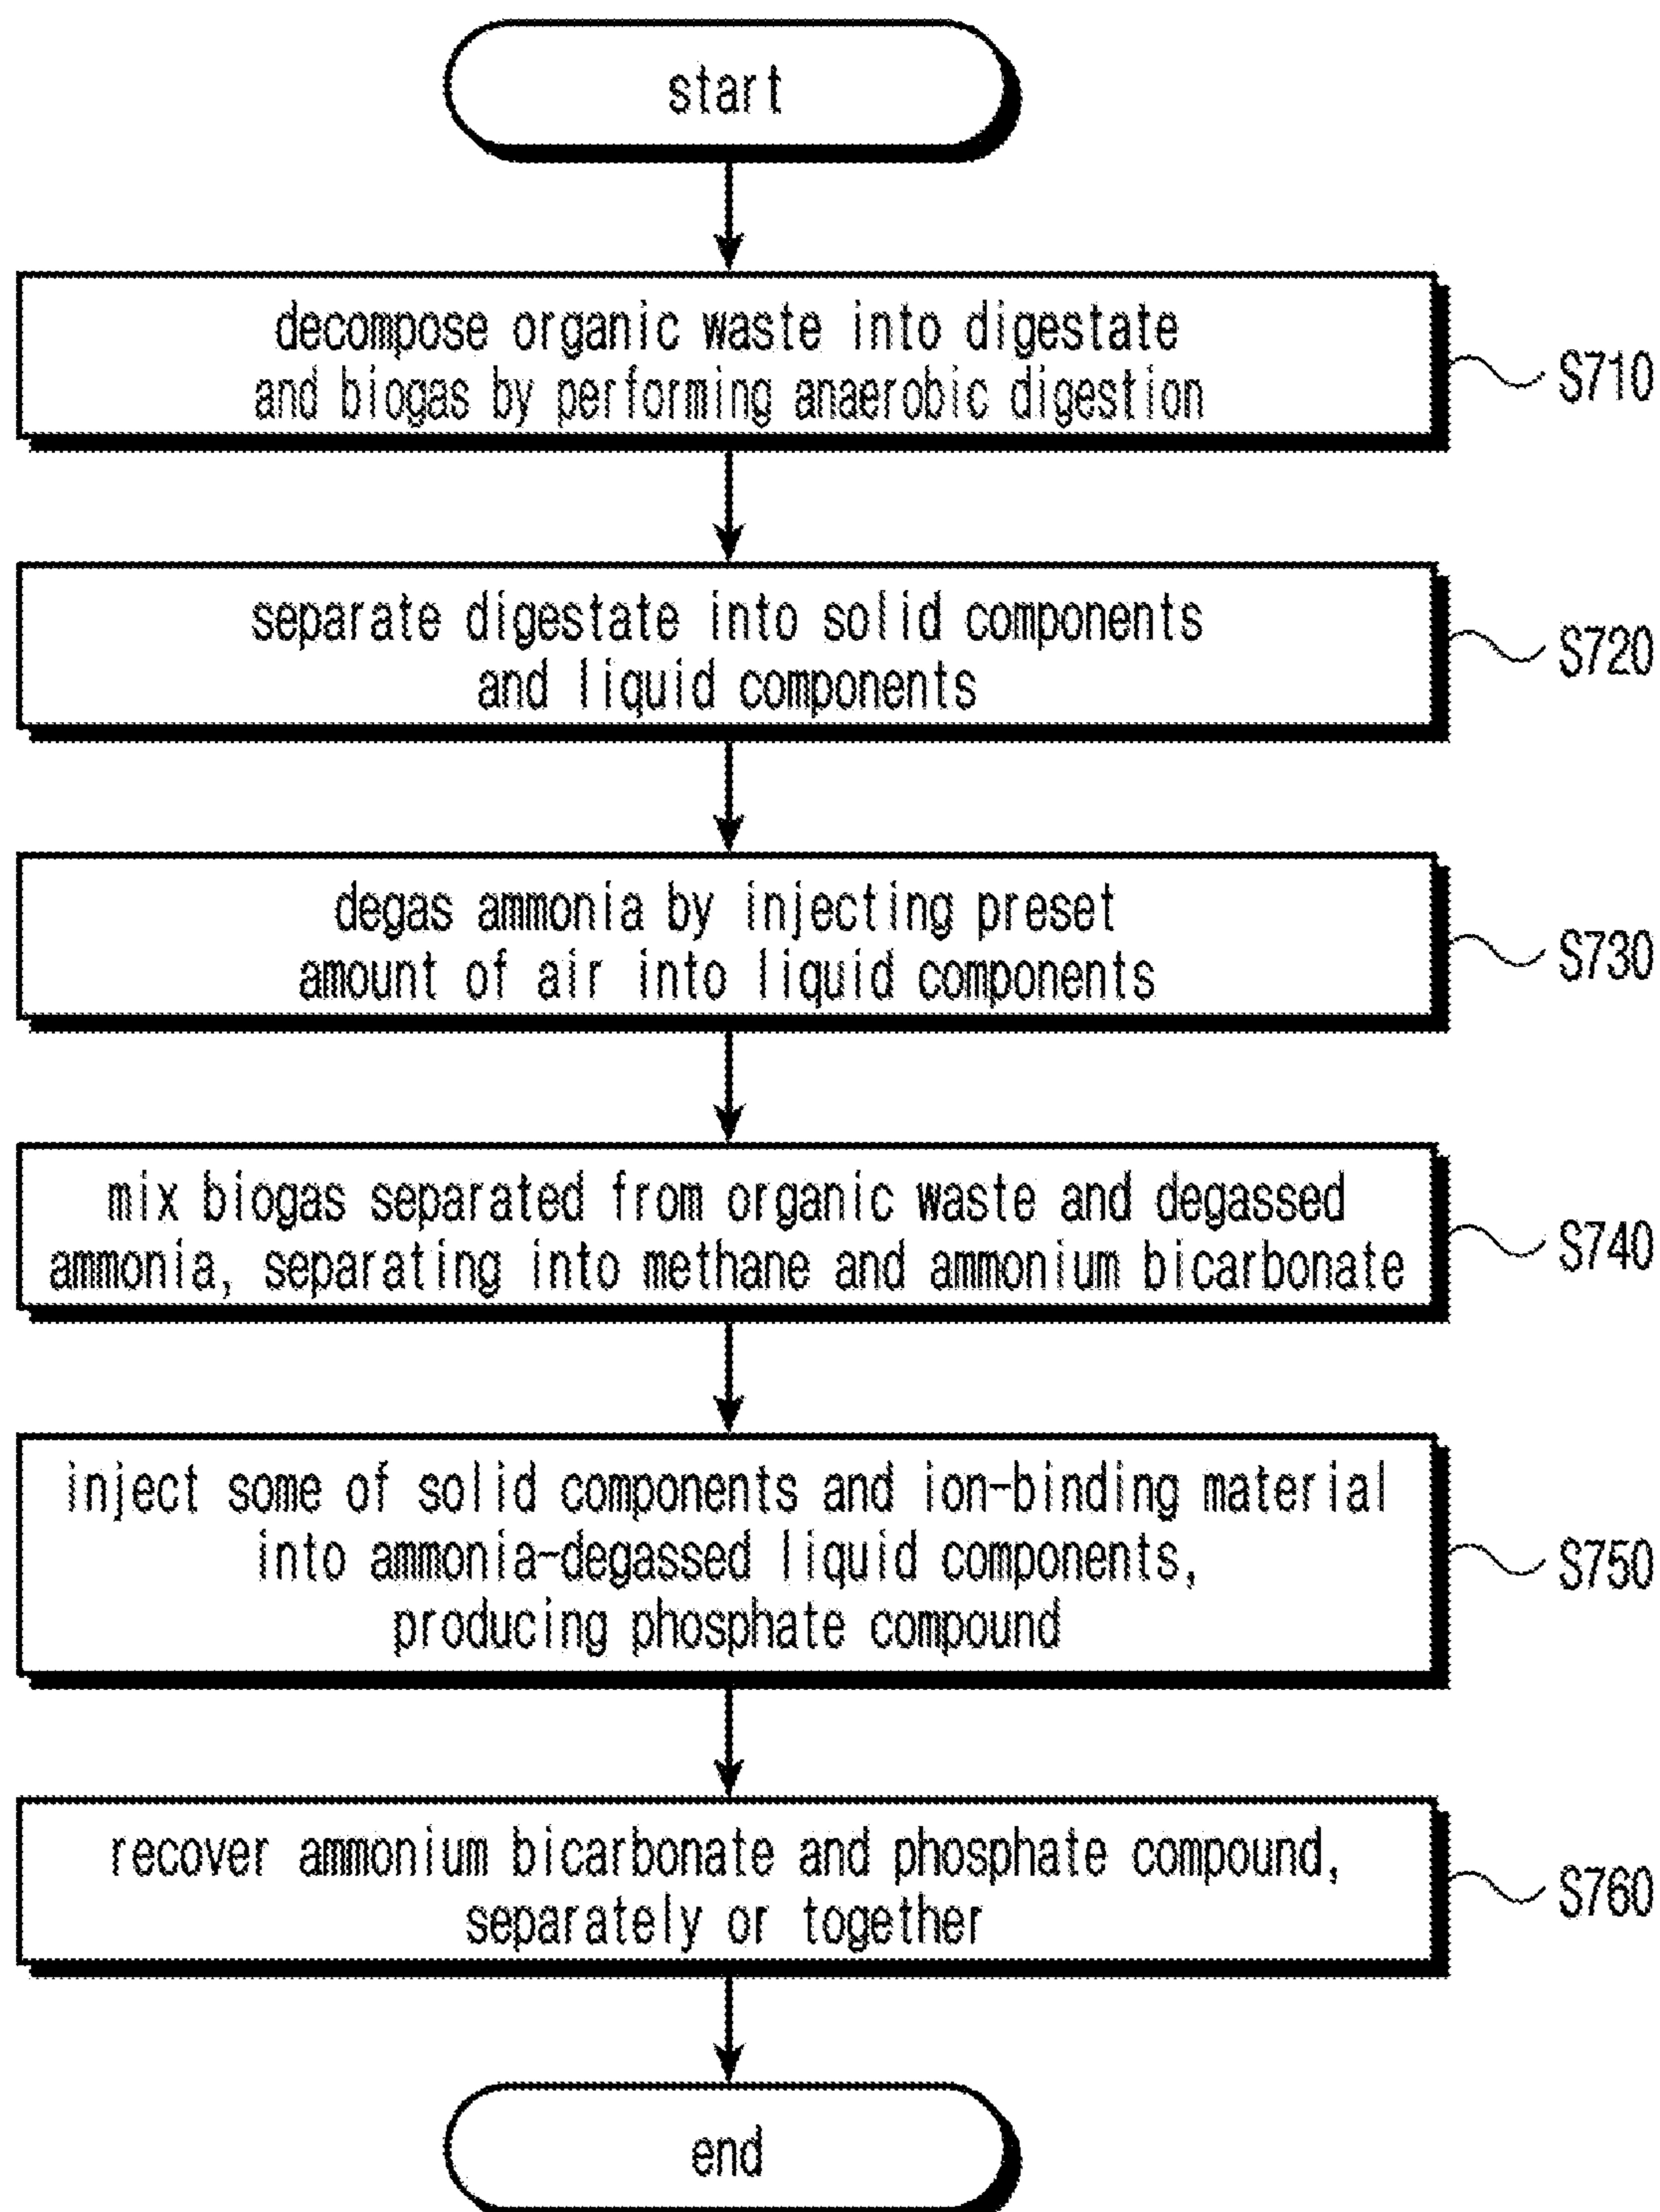 start
decompose organic waste into digestate
and biogas by performing anaerobic digestion
S710
separate digestate into solid components
and liquid components
S720
degas ammonia by injecting preset
amount of air into liquid components
S730
mix biogas separated from organic waste and degassed
ammonia, separating into methane and ammonium bicarbonate
S740
inject some of solid components and ion-binding material
into ammonia-degassed liquid components,
producing phosphate compound
S750
recover ammonium bicarbonate and phosphate compound,
separately or together
S760
end